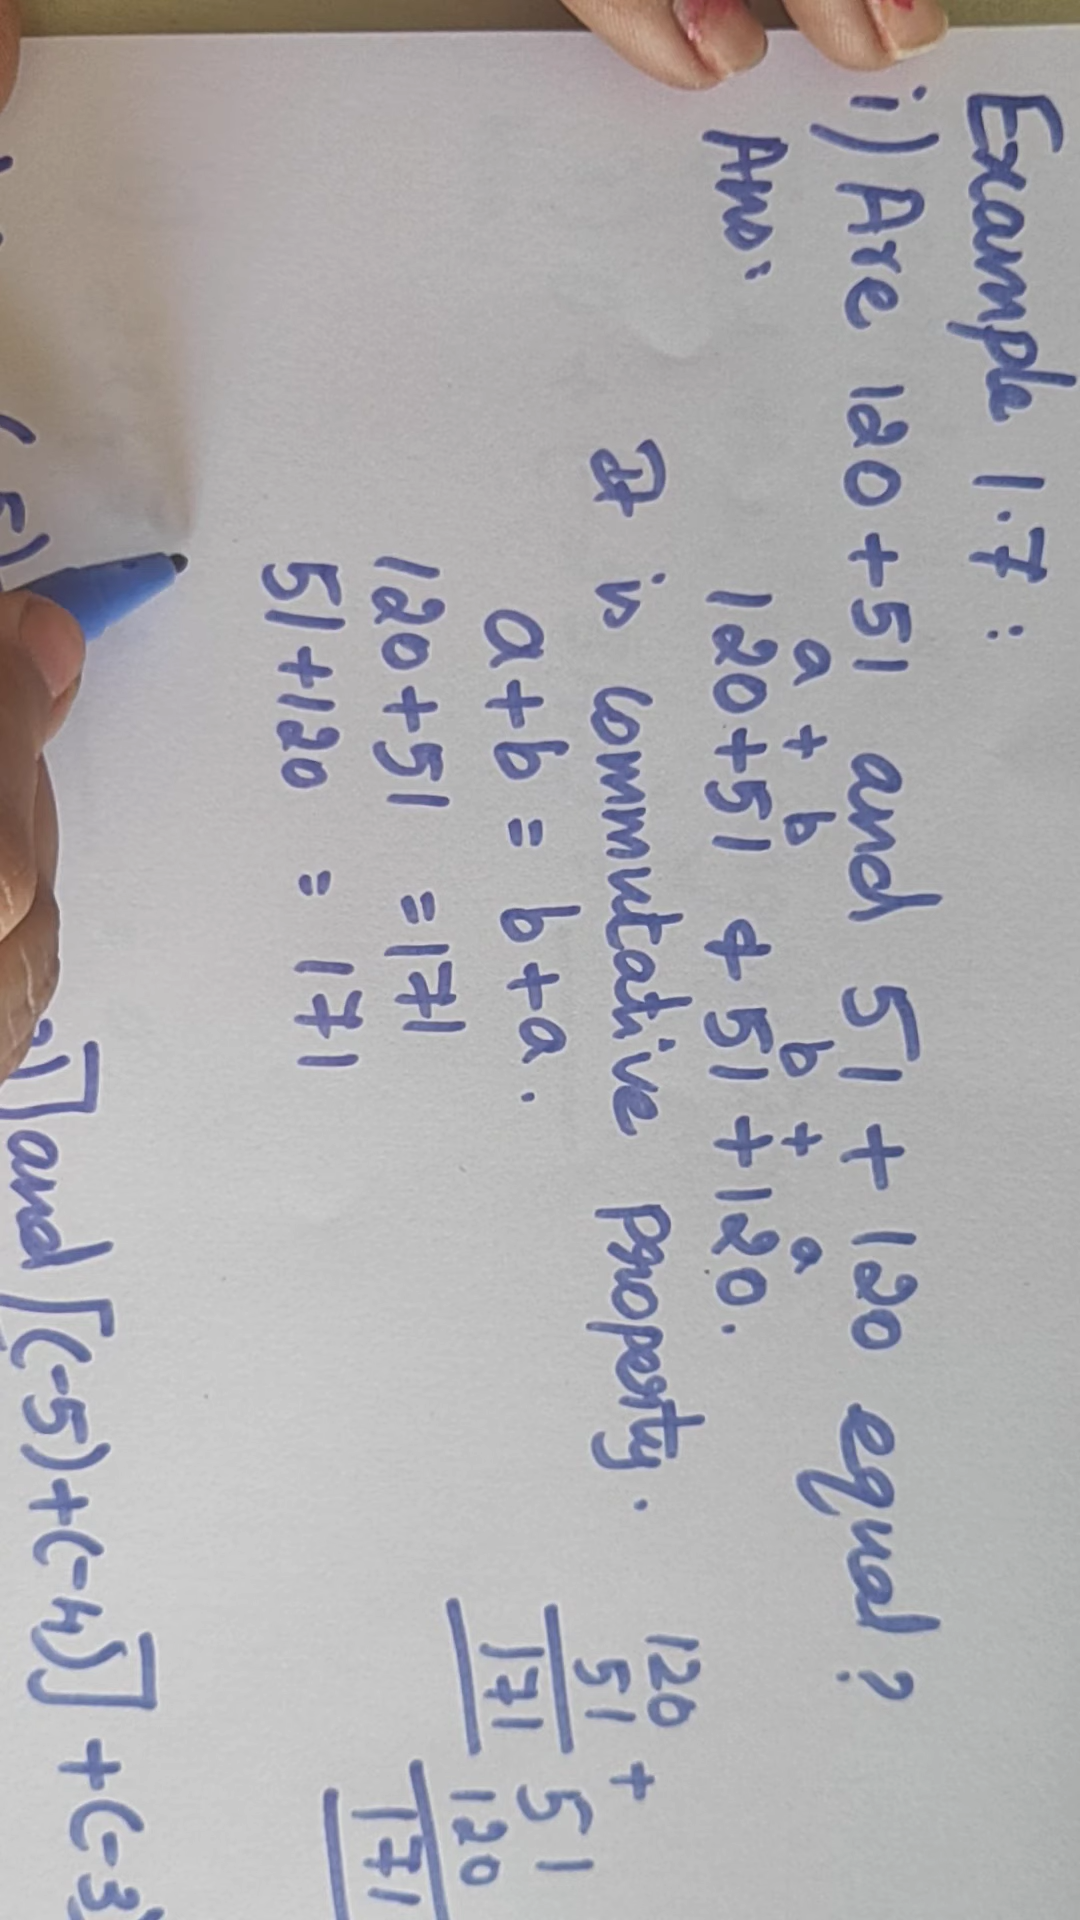 Example 1.7:
i) Are 120+51 and 51+120 equal?
a + b b + a
Ans: 120+51 & 51+120.
It is commutative property.
a+b = b+a.
120+51 =171
51+120 = 171
120
51 +
171
51
120
171
)] and [(-5)+(-4)] +(-3)